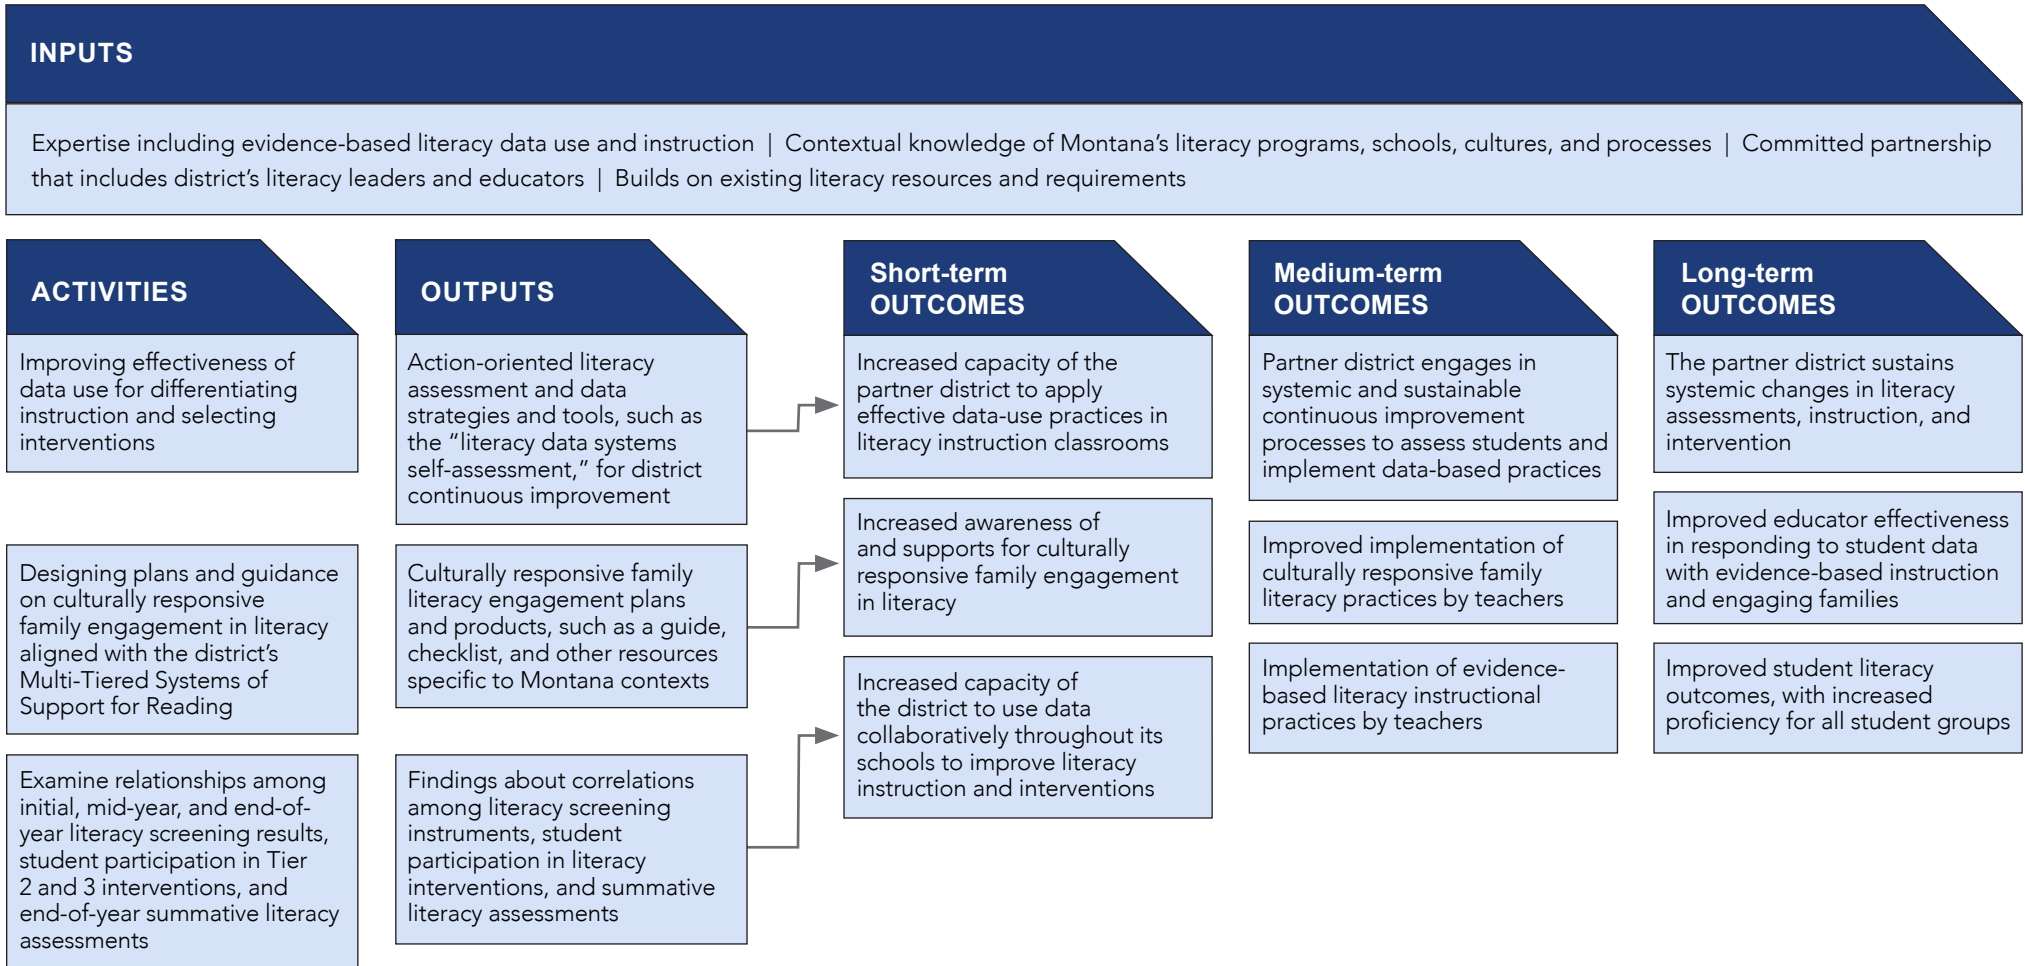 INPUTS
Expertise including evidence-based literacy data use and instruction | Contextual knowledge of Montana’s literacy programs, schools, cultures, and processes | Committed partnership
that includes district’s literacy leaders and educators | Builds on existing literacy resources and requirements
ACTIVITIES
Improving effectiveness of
data use for differentiating
instruction and selecting
interventions
Designing plans and guidance
on culturally responsive
family engagement in literacy
aligned with the district’s
Multi-Tiered Systems of
Support for Reading
Examine relationships among
initial, mid-year, and end-of-
year literacy screening results,
student participation in Tier
2 and 3 interventions, and
end-of-year summative literacy
assessments
OUTPUTS
Action-oriented literacy
assessment and data
strategies and tools, such as
the “literacy data systems
self-assessment,” for district
continuous improvement
Culturally responsive family
literacy engagement plans
and products, such as a guide,
checklist, and other resources
specific to Montana contexts
Findings about correlations
among literacy screening
instruments, student
participation in literacy
interventions, and summative
literacy assessments
Short-term
OUTCOMES
Increased capacity of the
partner district to apply
effective data-use practices in
literacy instruction classrooms
Increased awareness of
and supports for culturally
responsive family engagement
in literacy
Increased capacity of
the district to use data
collaboratively throughout its
schools to improve literacy
instruction and interventions
Medium-term
OUTCOMES
Partner district engages in
systemic and sustainable
continuous improvement
processes to assess students and
implement data-based practices
Improved implementation of
culturally responsive family
literacy practices by teachers
Implementation of evidence-
based literacy instructional
practices by teachers
Long-term
OUTCOMES
The partner district sustains
systemic changes in literacy
assessments, instruction, and
intervention
Improved educator effectiveness
in responding to student data
with evidence-based instruction
and engaging families
Improved student literacy
outcomes, with increased
proficiency for all student groups